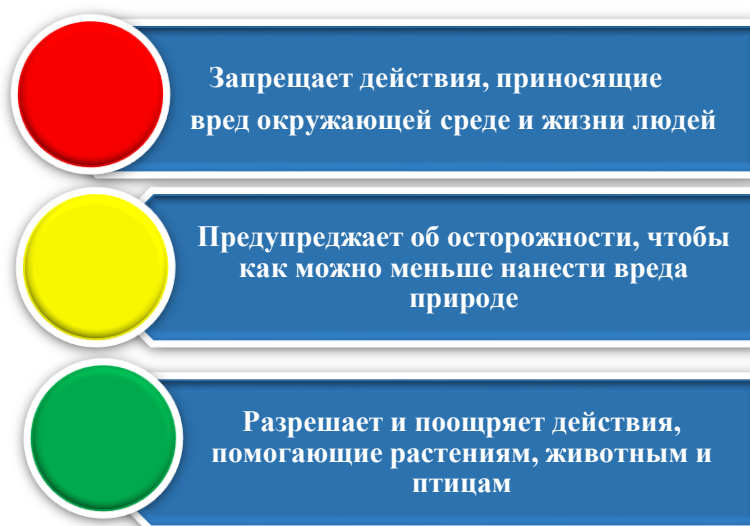 Запрещает действия, приносящие
вред окружающей среде и жизни людей
Предупреджает об осторожности, чтобы
как можно меньше нанести вреда
природе
Разрешает и поощряет действия,
помогающие растениям, животным и
птицам